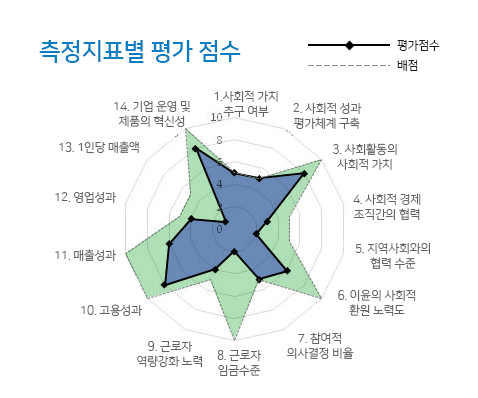 측정지표별 평가 점수
평가점수
배점
1.사회적 가치
추구 여부
2. 사회적 성과
평가체계 구축
3. 사회활동의
사회적 가치
4. 사회적 경제
조직간의 협력
5. 지역사회와의
협력 수준
6. 이윤의 사회적
환원 노력도
7. 참여적
의사결정 비율
8. 근로자
임금수준
9. 근로자
역량강화 노력
10. 고용성과
11. 매출성과
12. 영업성과
13. 1인당 매출액
14. 기업 운영 및
제품의 혁신성
10
8
6
4
2
0